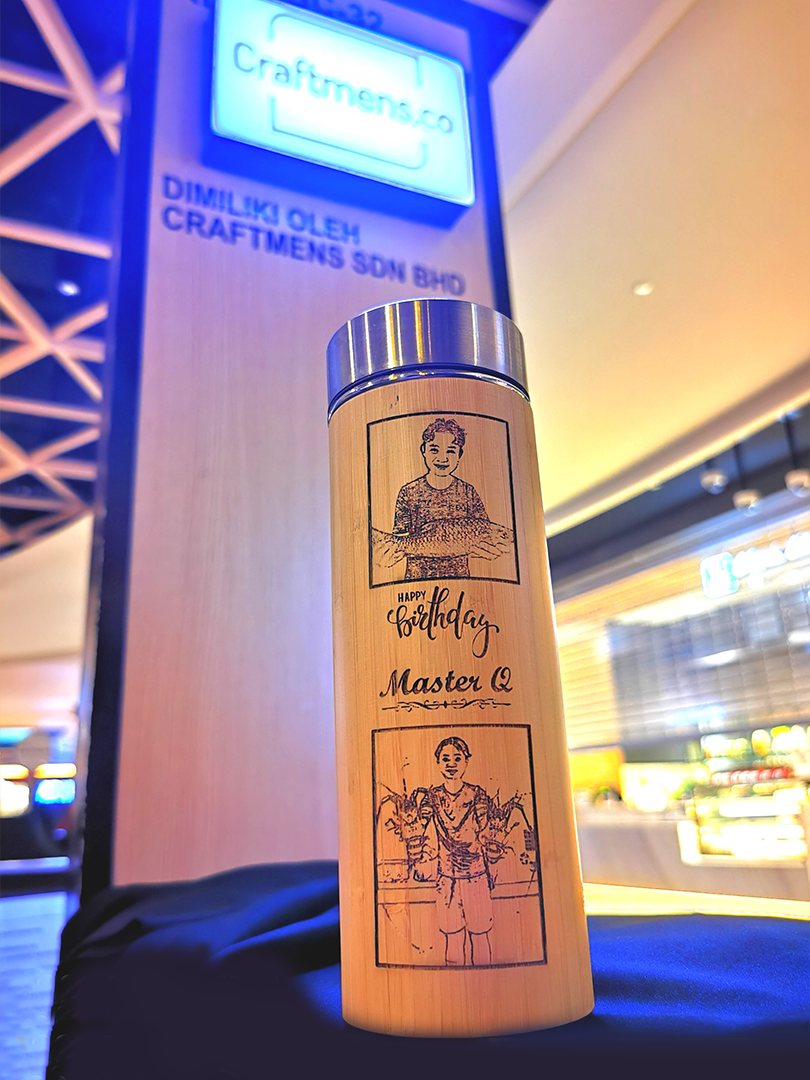 Craftmens.co
DIMILIKI OLEH
CRAFTMENS SDN BHD
HAPPY
Birthday
Master Q